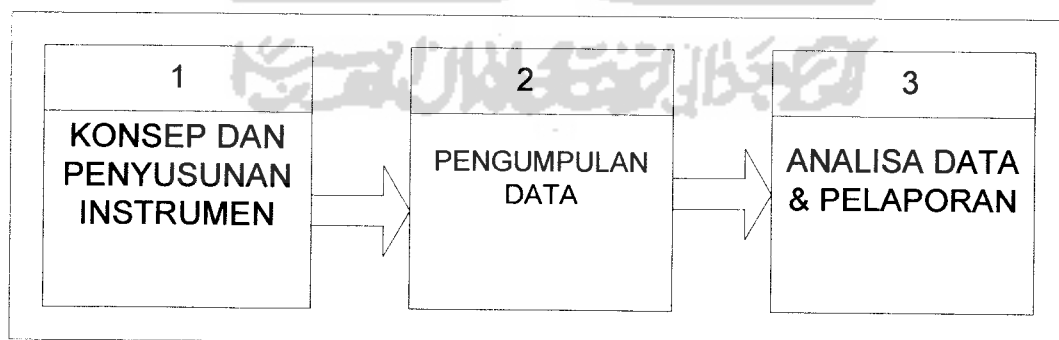 1
KONSEP DAN
PENYUSUNAN
INSTRUMEN
2
PENGUMPULAN
DATA
3
ANALISA DATA
& PELAPORAN